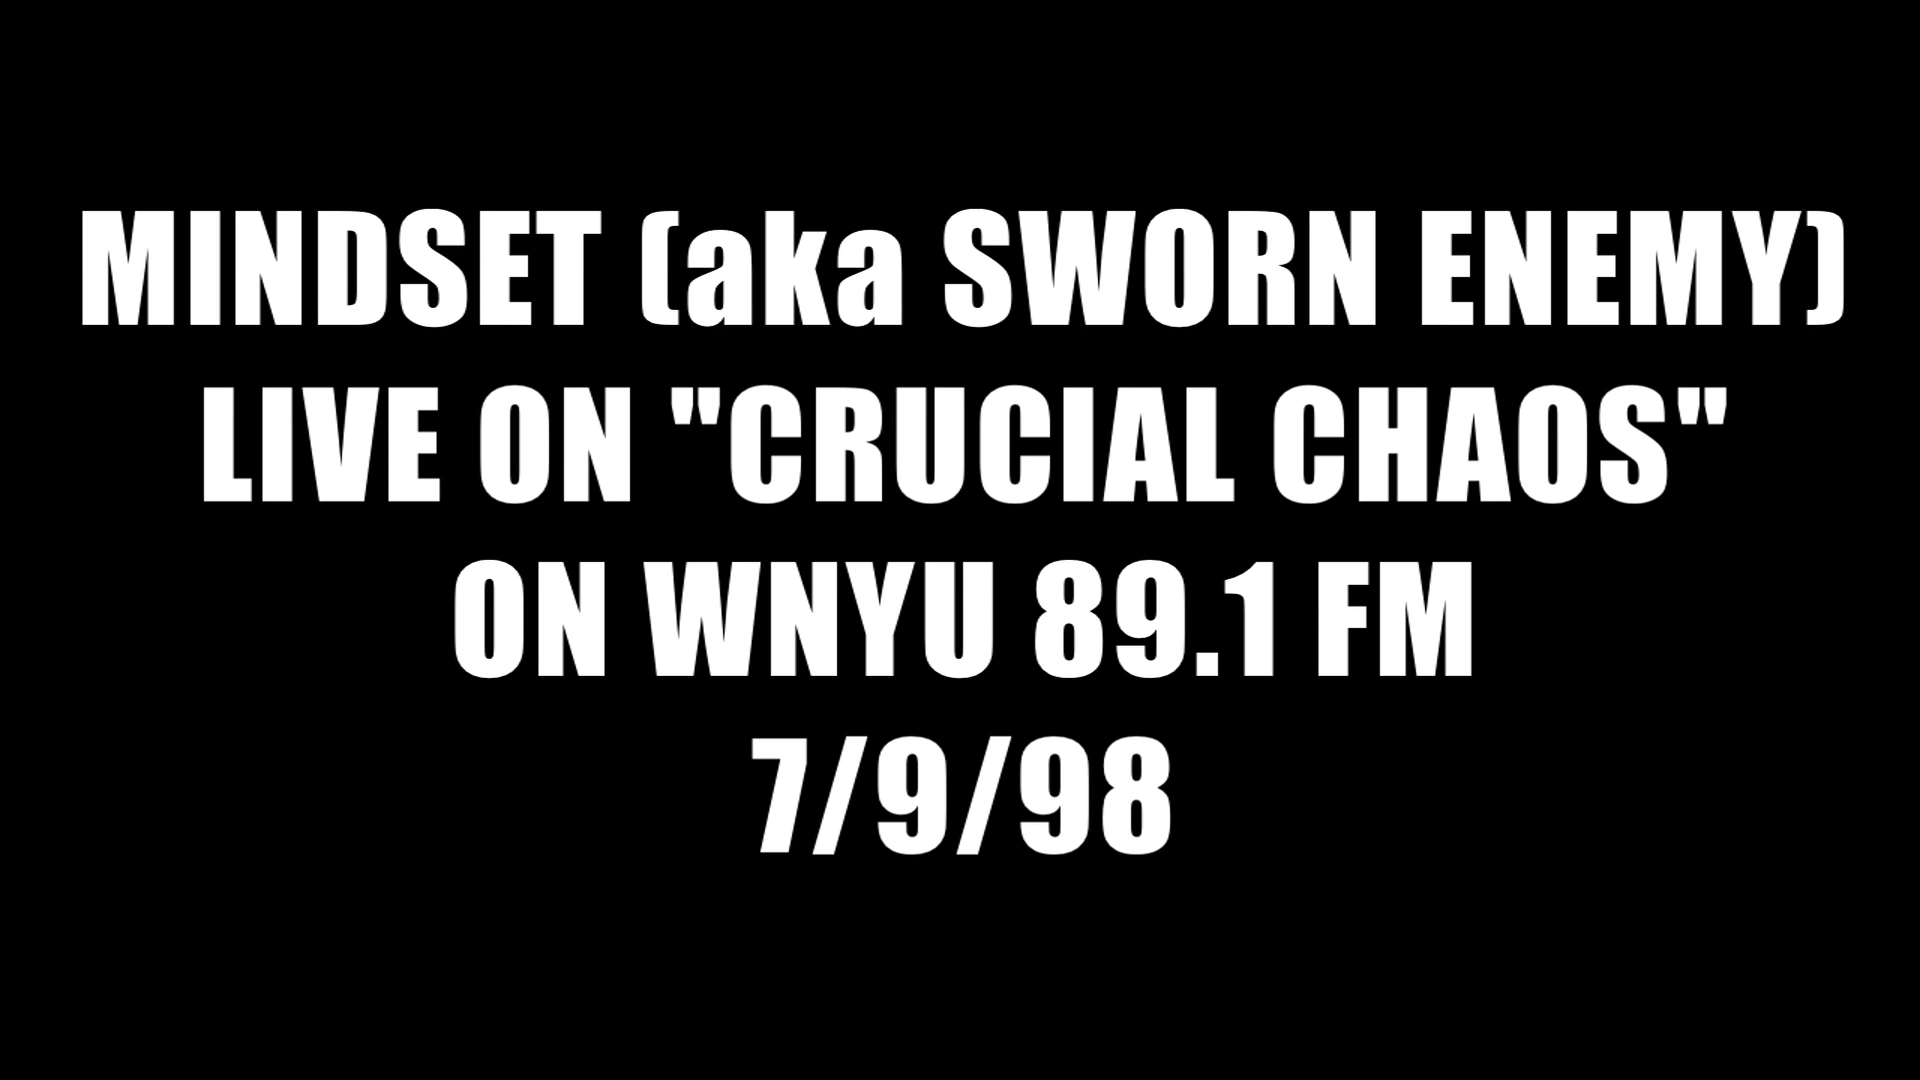 MINDSET (aka SWORN ENEMY)
LIVE ON "CRUCIAL CHAOS"
ON WNYU 89.1 FM
7/9/98